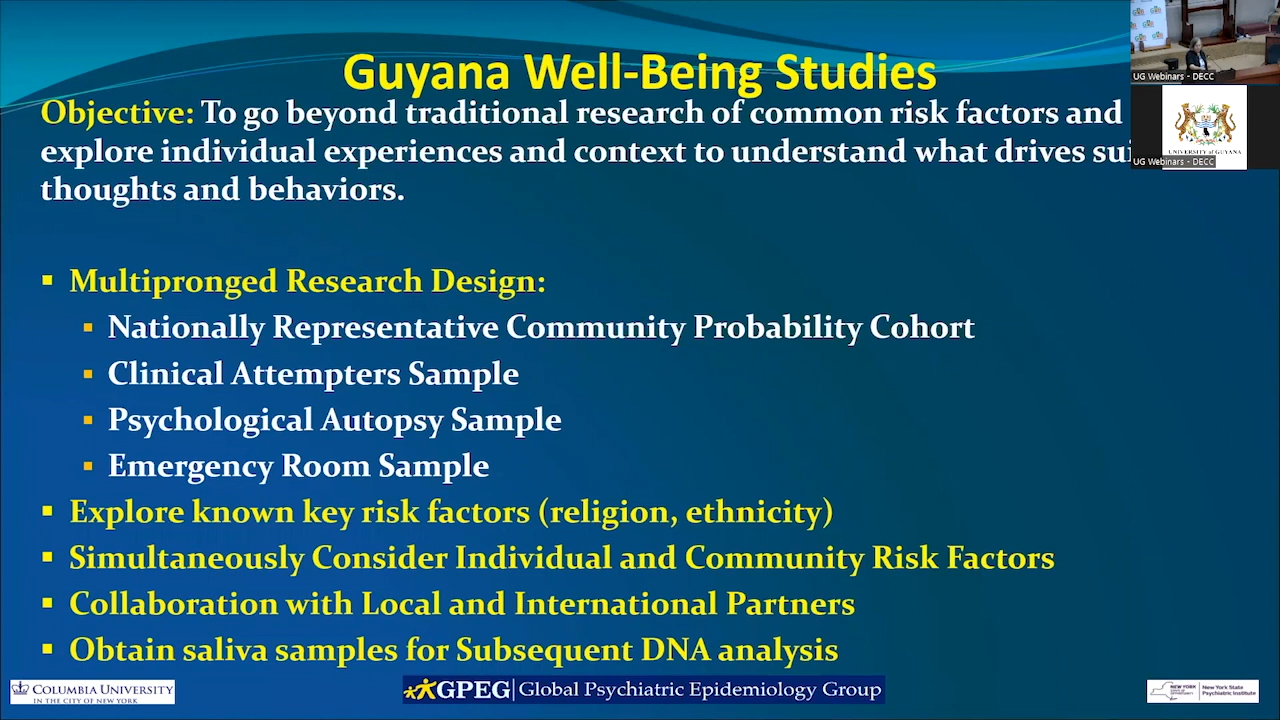 Guyana Well-Being Studies
Objective: To go beyond traditional research of common risk factors and
explore individual experiences and context to understand what drives sui
thoughts and behaviors.
▪ Multipronged Research Design:
▪ Nationally Representative Community Probability Cohort
▪ Clinical Attempters Sample
▪ Psychological Autopsy Sample
▪ Emergency Room Sample
▪ Explore known key risk factors (religion, ethnicity)
▪ Simultaneously Consider Individual and Community Risk Factors
▪ Collaboration with Local and International Partners
▪ Obtain saliva samples for Subsequent DNA analysis
UG Webinars - DECC
UNIVERSITY of GUYANA
UG Webinars - DECC
COLUMBIA UNIVERSITY
IN THE CITY OF NEW YORK
GPEG| Global Psychiatric Epidemiology Group
New York State
Psychiatric Institute